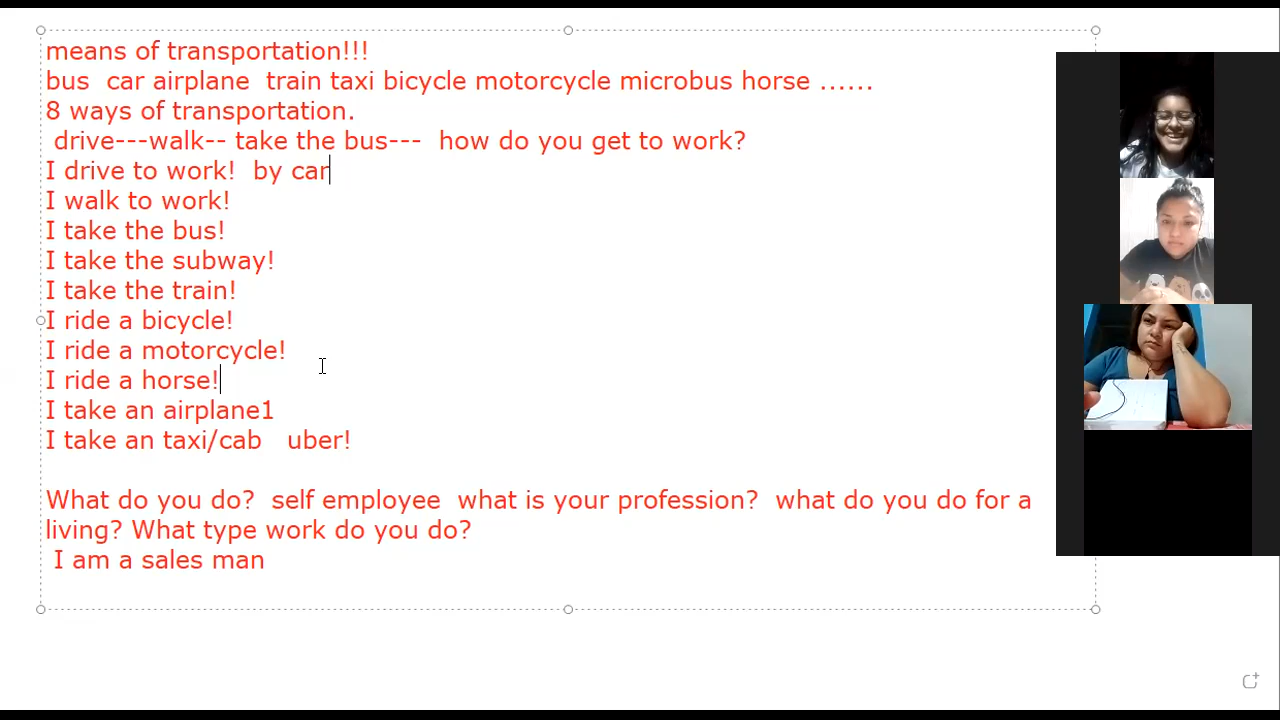 means of transportation!!!
bus  car airplane  train taxi bicycle motorcycle microbus horse ......
8 ways of transportation.
drive---walk-- take the bus---  how do you get to work?
I drive to work!  by car
I walk to work!
I take the bus!
I take the subway!
I take the train!
I ride a bicycle!
I ride a motorcycle!
I ride a horse!
I take an airplane1
I take an taxi/cab   uber!
What do you do?  self employee  what is your profession?  what do you do for a
living? What type work do you do?
I am a sales man